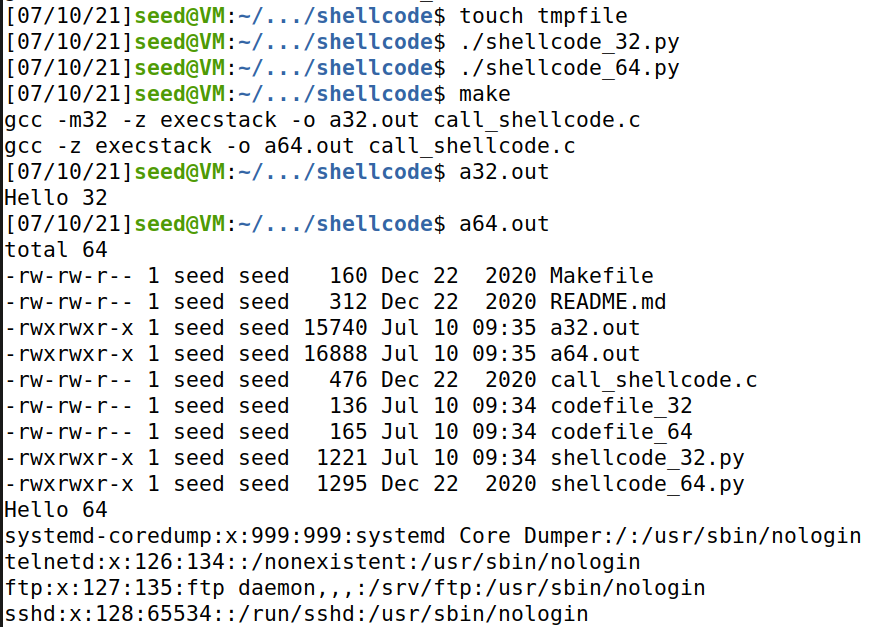 [07/10/21]seed@VM:~/.../shellcode$ touch tmpfile
[07/10/21]seed@VM:~/.../shellcode$ ./shellcode_32.py
[07/10/21]seed@VM:~/.../shellcode$ ./shellcode_64.py
[07/10/21]seed@VM:~/.../shellcode$ make
gcc -m32 -z execstack -o a32.out call_shellcode.c
gcc -z execstack -o a64.out call_shellcode.c
[07/10/21]seed@VM:~/.../shellcode$ a32.out
Hello 32
[07/10/21]seed@VM:~/.../shellcode$ a64.out
total 64
-rw-rw-r-- 1 seed seed   160 Dec 22  2020 Makefile
-rw-rw-r-- 1 seed seed   312 Dec 22  2020 README.md
-rwxrwxr-x 1 seed seed 15740 Jul 10 09:35 a32.out
-rwxrwxr-x 1 seed seed 16888 Jul 10 09:35 a64.out
-rw-rw-r-- 1 seed seed   476 Dec 22  2020 call_shellcode.c
-rw-rw-r-- 1 seed seed   136 Jul 10 09:34 codefile_32
-rw-rw-r-- 1 seed seed   165 Jul 10 09:34 codefile_64
-rwxrwxr-x 1 seed seed  1221 Jul 10 09:34 shellcode_32.py
-rwxrwxr-x 1 seed seed  1295 Dec 22  2020 shellcode_64.py
Hello 64
systemd-coredump:x:999:999:systemd Core Dumper:/:/usr/sbin/nologin
telnetd:x:126:134::/nonexistent:/usr/sbin/nologin
ftp:x:127:135:ftp daemon,,,:/srv/ftp:/usr/sbin/nologin
sshd:x:128:65534::/run/sshd:/usr/sbin/nologin